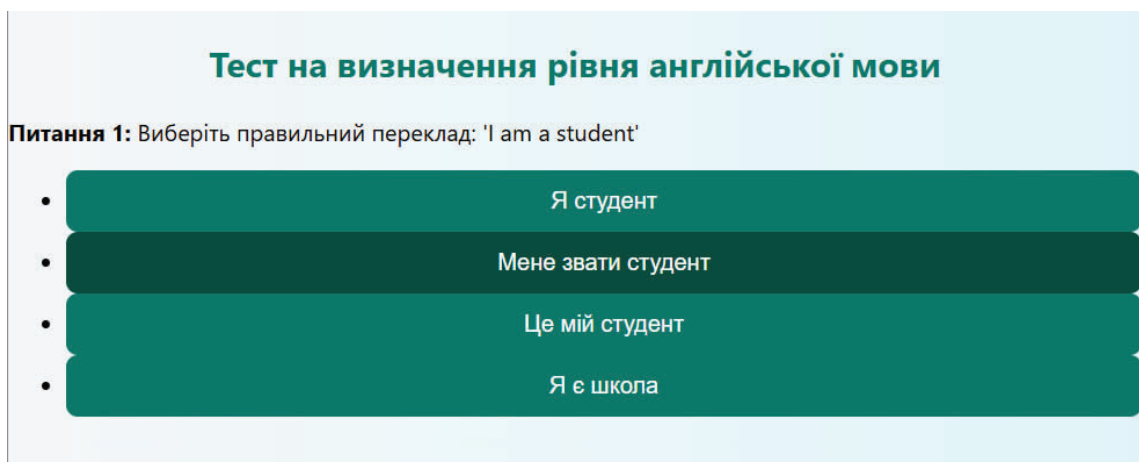 Тест на визначення рівня англійської мови
Питання 1: Виберіть правильний переклад: 'I am a student'
Я студент
Мене звати студент
Це мій студент
Я є школа